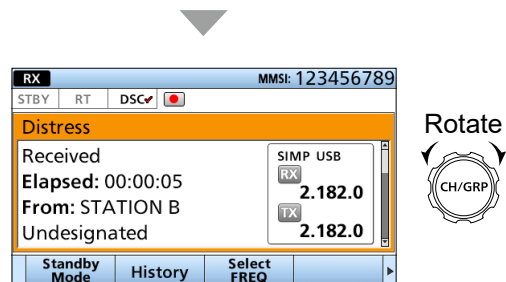 RX MMSI: 123456789
STBY RT DSC
Distress
Received
Elapsed: 00:00:05
From: STATION B
Undesignated
SIMP USB
RX
2.182.0
TX
2.182.0
Standby Mode
History
Select FREQ
Rotate
CH/GRP